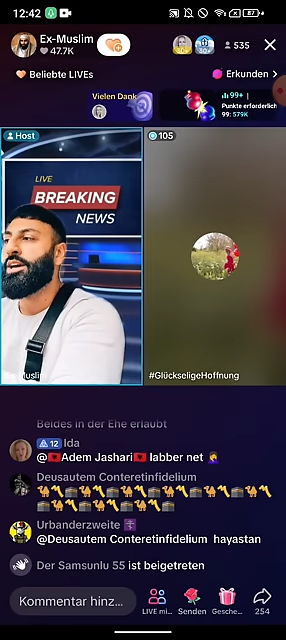 12:42
87
Ex-Muslim
47.7K
535
Beliebte LIVEs
Erkunden
Vielen Dank
99+
Punkte erforderlich
99: 579K
Host
105
LIVE
BREAKING
NEWS
#GlückseligeHoffnung
Beides in der Ehe erlaubt
12 Ida
@🇦🇱Adem Jashari🇦🇱 labber net 🤦‍♀️
Deusautem Conteretinfidelium
Urbanderzweite ☦️
@Deusautem Conteretinfidelium hayastan
Der Samsunlu 55 ist beigetreten
Kommentar hinz...
LIVE mi...
Senden
Gesche...
254